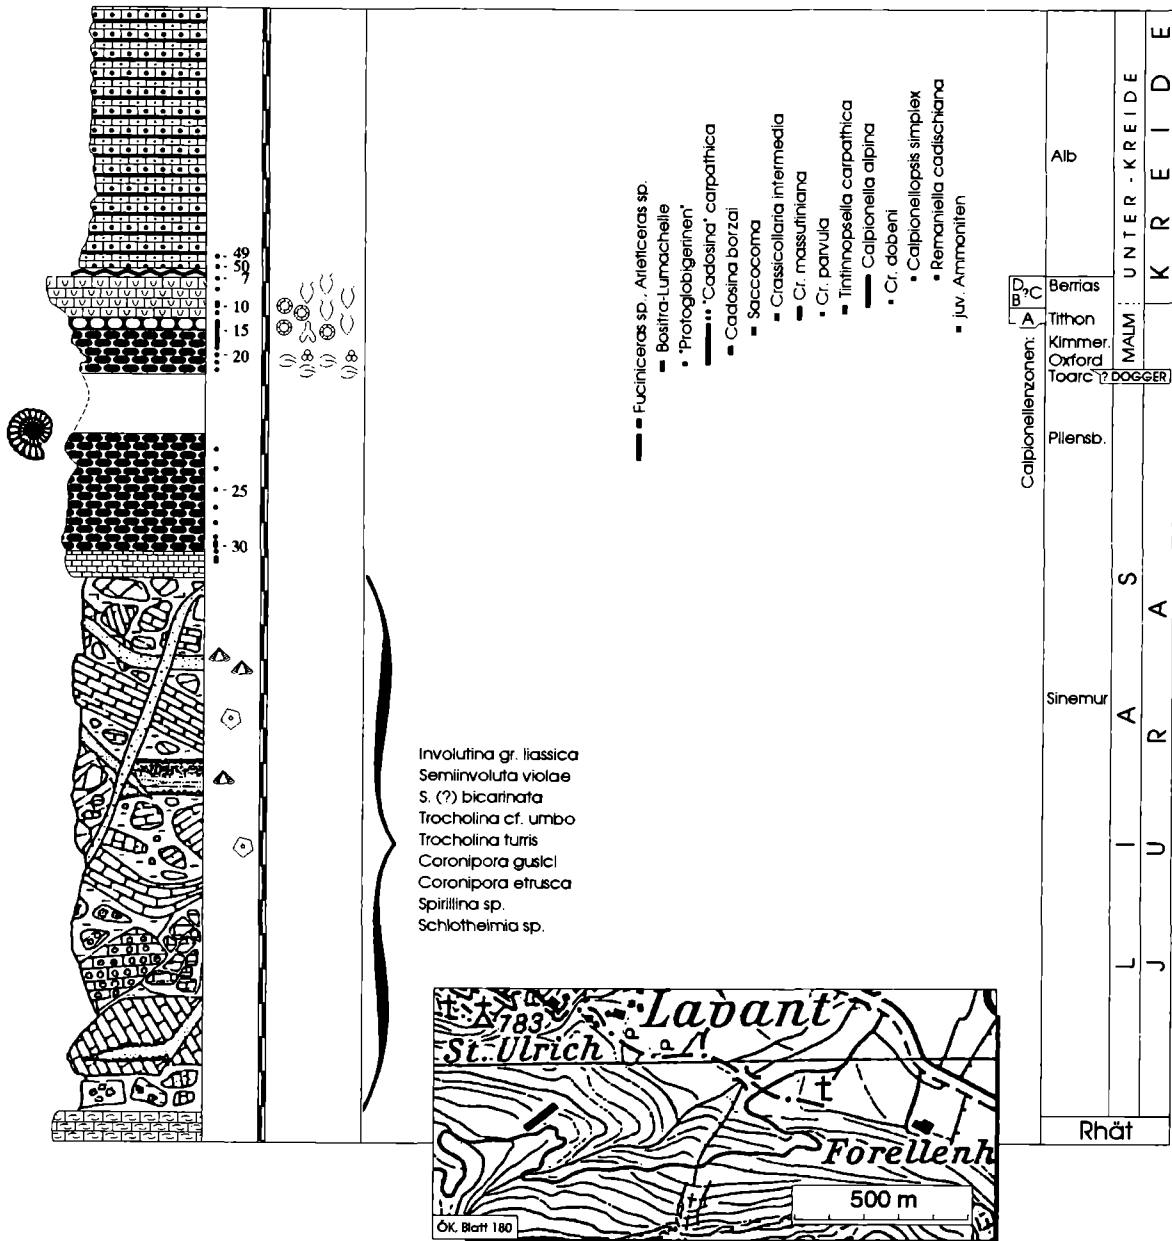 49
50
7
10
15
20
25
30
Fuciniceras sp., Arieticeras sp.
Bositra-Lumachelle
"Protoglobigerinen"
"Cadosina" carpathica
Cadosina borzai
Saccocoma
Crassicollaria intermedia
Cr. massutiniana
Cr. parvula
Tintinnopsella carpathica
Calpionella alpina
Cr. dobeni
Calpionellopsis simplex
Remaniella cadischiana
juv. Ammoniten
Calpionellenzonen:
D
?C
B
A
Alb
Berrias
Tithon
Kimmer.
Oxford
Toarc
? DOGGER
Pliensb.
Sinemur
Rhät
UNTER-KREIDE
MALM
LIAS
KREIDE
JURA
Involutina gr. liassica
Semiinvoluta violae
S. (?) bicarinata
Trocholina cf. umbo
Trocholina turris
Coronipora gusici
Coronipora etrusca
Spirillina sp.
Schlotheimia sp.
783
Lavant
St. Ulrich
P
P
Forellenh
500 m
ÖK. Blatt 180